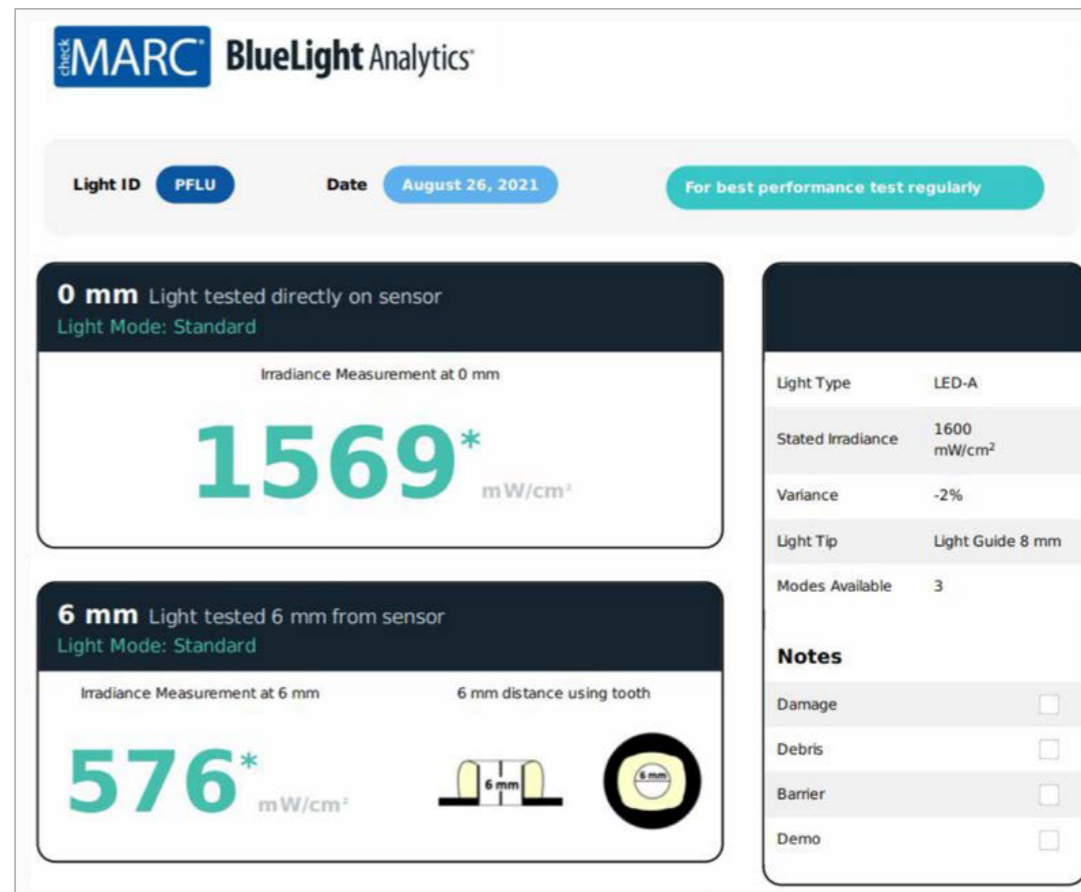 check MARC® BlueLight Analytics®
Light ID PFLU Date August 26, 2021 For best performance test regularly
0 mm Light tested directly on sensor
Light Mode: Standard
Irradiance Measurement at 0 mm
1569* mW/cm²
6 mm Light tested 6 mm from sensor
Light Mode: Standard
Irradiance Measurement at 6 mm
576* mW/cm²
6 mm distance using tooth
6 mm
6 mm
Light Type LED-A
Stated Irradiance 1600
mW/cm²
Variance -2%
Light Tip Light Guide 8 mm
Modes Available 3
Notes
Damage
Debris
Barrier
Demo